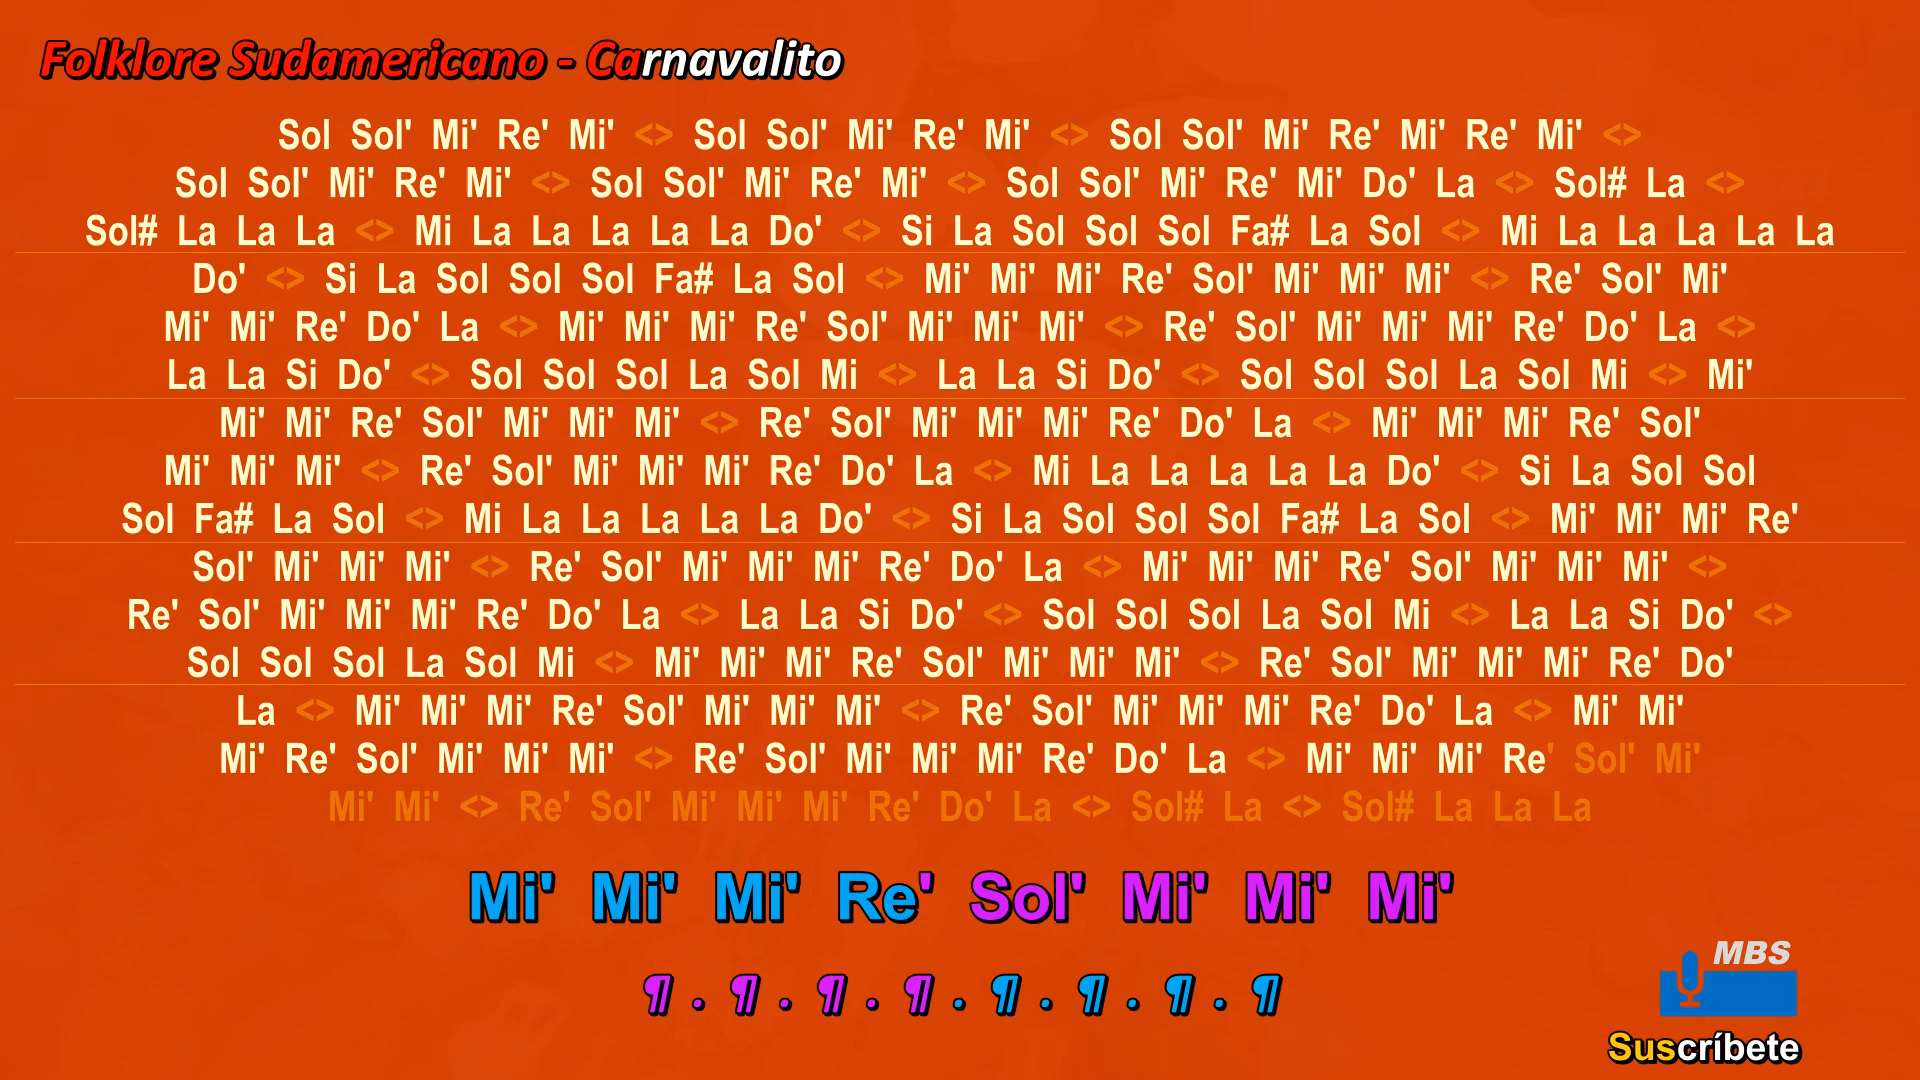 Folklore Sudamericano - Carnavalito
Sol Sol' Mi' Re' Mi' <> Sol Sol' Mi' Re' Mi' <> Sol Sol' Mi' Re' Mi' Re' Mi' <>
Sol Sol' Mi' Re' Mi' <> Sol Sol' Mi' Re' Mi' <> Sol Sol' Mi' Re' Mi' Do' La <> Sol# La <>
Sol# La La La <> Mi La La La La La Do' <> Si La Sol Sol Sol Fa# La Sol <> Mi La La La La La
Do' <> Si La Sol Sol Sol Fa# La Sol <> Mi' Mi' Mi' Re' Sol' Mi' Mi' Mi' <> Re' Sol' Mi'
Mi' Mi' Re' Do' La <> Mi' Mi' Mi' Re' Sol' Mi' Mi' Mi' <> Re' Sol' Mi' Mi' Mi' Re' Do' La <>
La La Si Do' <> Sol Sol Sol La Sol Mi <> La La Si Do' <> Sol Sol Sol La Sol Mi <> Mi'
Mi' Mi' Re' Sol' Mi' Mi' Mi' <> Re' Sol' Mi' Mi' Mi' Re' Do' La <> Mi' Mi' Mi' Re' Sol'
Mi' Mi' Mi' <> Re' Sol' Mi' Mi' Mi' Re' Do' La <> Mi La La La La La Do' <> Si La Sol Sol
Sol Fa# La Sol <> Mi La La La La La Do' <> Si La Sol Sol Sol Fa# La Sol <> Mi' Mi' Mi' Re'
Sol' Mi' Mi' Mi' <> Re' Sol' Mi' Mi' Mi' Re' Do' La <> Mi' Mi' Mi' Re' Sol' Mi' Mi' Mi' <>
Re' Sol' Mi' Mi' Mi' Re' Do' La <> La La Si Do' <> Sol Sol Sol La Sol Mi <> La La Si Do' <>
Sol Sol Sol La Sol Mi <> Mi' Mi' Mi' Re' Sol' Mi' Mi' Mi' <> Re' Sol' Mi' Mi' Mi' Re' Do'
La <> Mi' Mi' Mi' Re' Sol' Mi' Mi' Mi' <> Re' Sol' Mi' Mi' Mi' Re' Do' La <> Mi' Mi'
Mi' Re' Sol' Mi' Mi' Mi' <> Re' Sol' Mi' Mi' Mi' Re' Do' La <> Mi' Mi' Mi' Re' Sol' Mi'
Mi' Mi' <> Re' Sol' Mi' Mi' Mi' Re' Do' La <> Sol# La <> Sol# La La La
Mi' Mi' Mi' Re' Sol' Mi' Mi' Mi'
¶ . ¶ . ¶ . ¶ . ¶ . ¶ . ¶ . ¶
MBS
Suscríbete